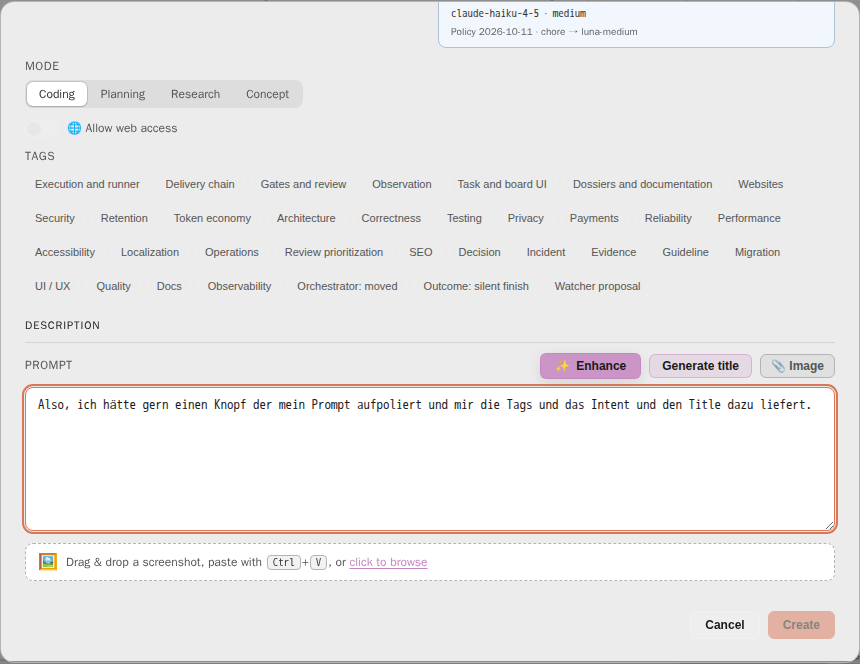 claude-haiku-4-5 · medium
Policy 2026-10-11 · chore → luna-medium
MODE
Coding Planning Research Concept
🌐 Allow web access
TAGS
Execution and runner Delivery chain Gates and review Observation Task and board UI Dossiers and documentation Websites
Security Retention Token economy Architecture Correctness Testing Privacy Payments Reliability Performance
Accessibility Localization Operations Review prioritization SEO Decision Incident Evidence Guideline Migration
UI / UX Quality Docs Observability Orchestrator: moved Outcome: silent finish Watcher proposal
DESCRIPTION
PROMPT ✨ Enhance Generate title 📎 Image
Also, ich hätte gern einen Knopf der mein Prompt aufpoliert und mir die Tags und das Intent und den Title dazu liefert.
🖼️ Drag & drop a screenshot, paste with Ctrl + V , or click to browse
Cancel Create